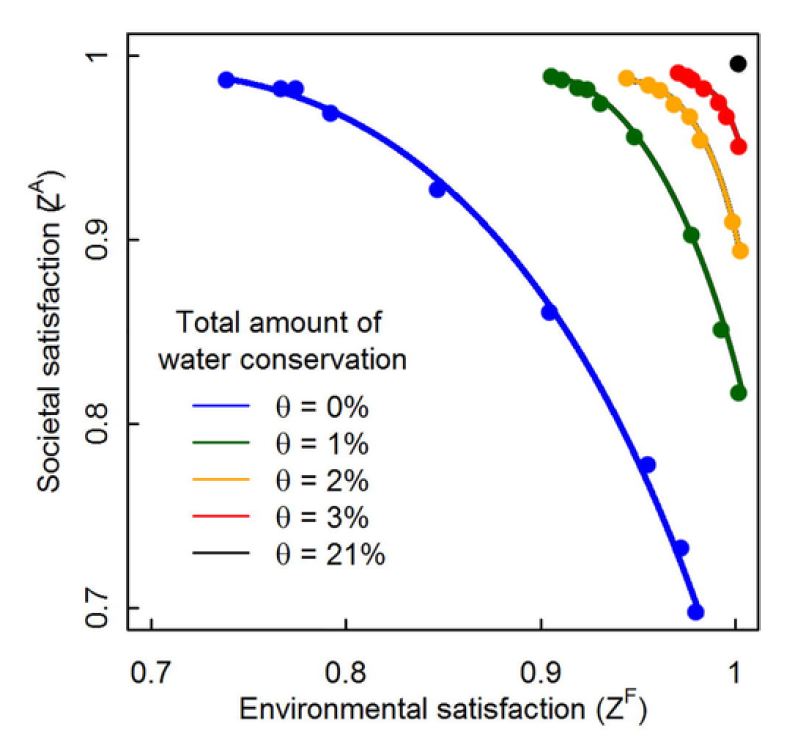 1
0.9
0.8
0.7
Societal satisfaction (Z^A)
Total amount of
water conservation
θ = 0%
θ = 1%
θ = 2%
θ = 3%
θ = 21%
0.7 0.8 0.9 1
Environmental satisfaction (Z^F)